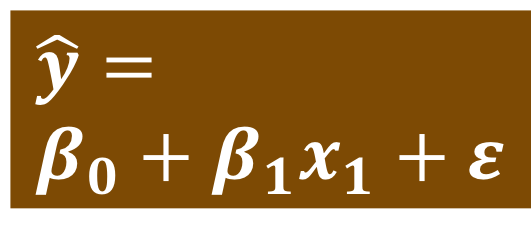 ŷ =
β₀ + β₁x₁ + ε